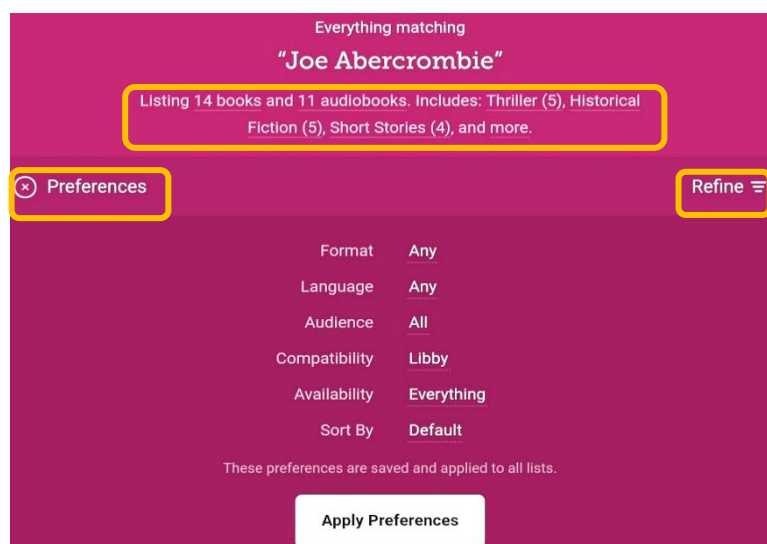 Everything matching
“Joe Abercrombie”
Listing 14 books and 11 audiobooks. Includes: Thriller (5), Historical
Fiction (5), Short Stories (4), and more.
Preferences
Refine
Format Any
Language Any
Audience All
Compatibility Libby
Availability Everything
Sort By Default
These preferences are saved and applied to all lists.
Apply Preferences